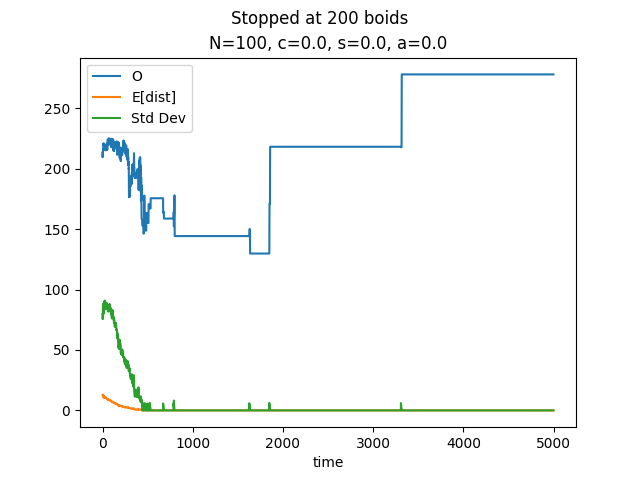 Stopped at 200 boids
N=100, c=0.0, s=0.0, a=0.0
O
E[dist]
Std Dev
250
200
150
100
50
0
0 1000 2000 3000 4000 5000
time